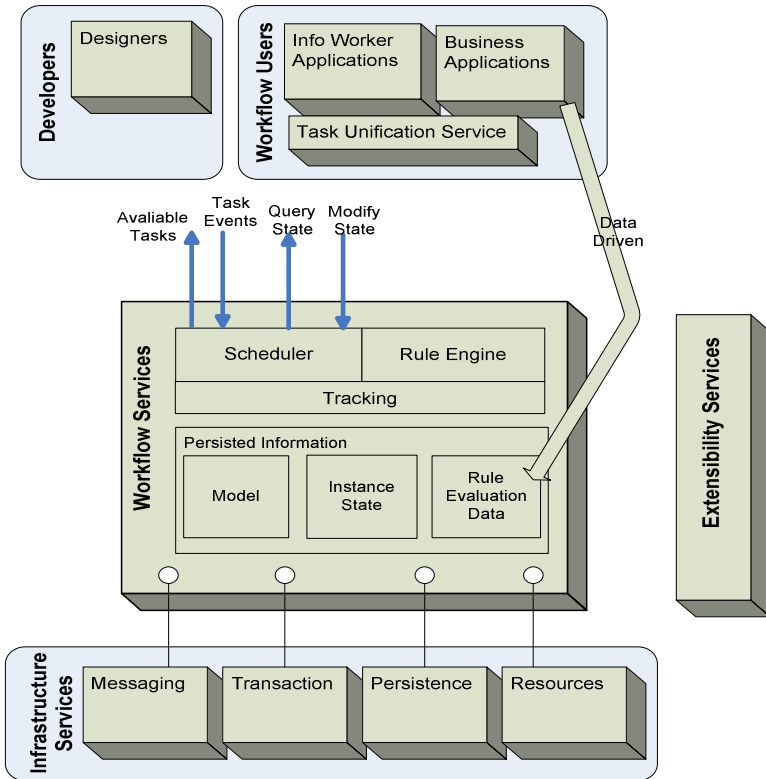 Developers
Designers
Workflow Users
Info Worker
Applications
Business
Applications
Task Unification Service
Avaliable
Tasks
Task
Events
Query
State
Modify
State
Data
Driven
Workflow Services
Scheduler
Rule Engine
Tracking
Persisted Information
Model
Instance
State
Rule
Evaluation
Data
Extensibility Services
Infrastructure
Services
Messaging
Transaction
Persistence
Resources